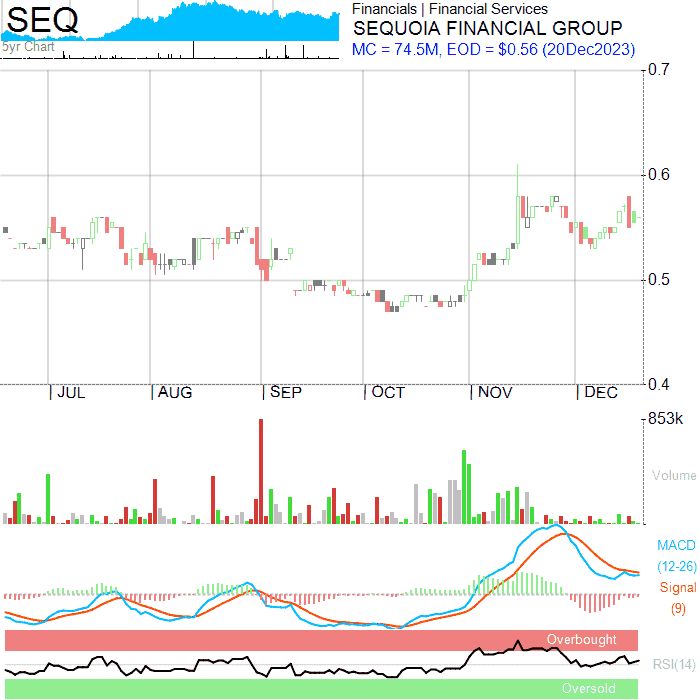 SEQ
5yr Chart
Financials | Financial Services
SEQUOIA FINANCIAL GROUP
MC = 74.5M, EOD = $0.56 (20Dec2023)
0.7
0.6
0.5
0.4
JUL
AUG
SEP
OCT
NOV
DEC
853k
Volume
MACD
(12-26)
Signal
(9)
Overbought
RSI(14)
Oversold